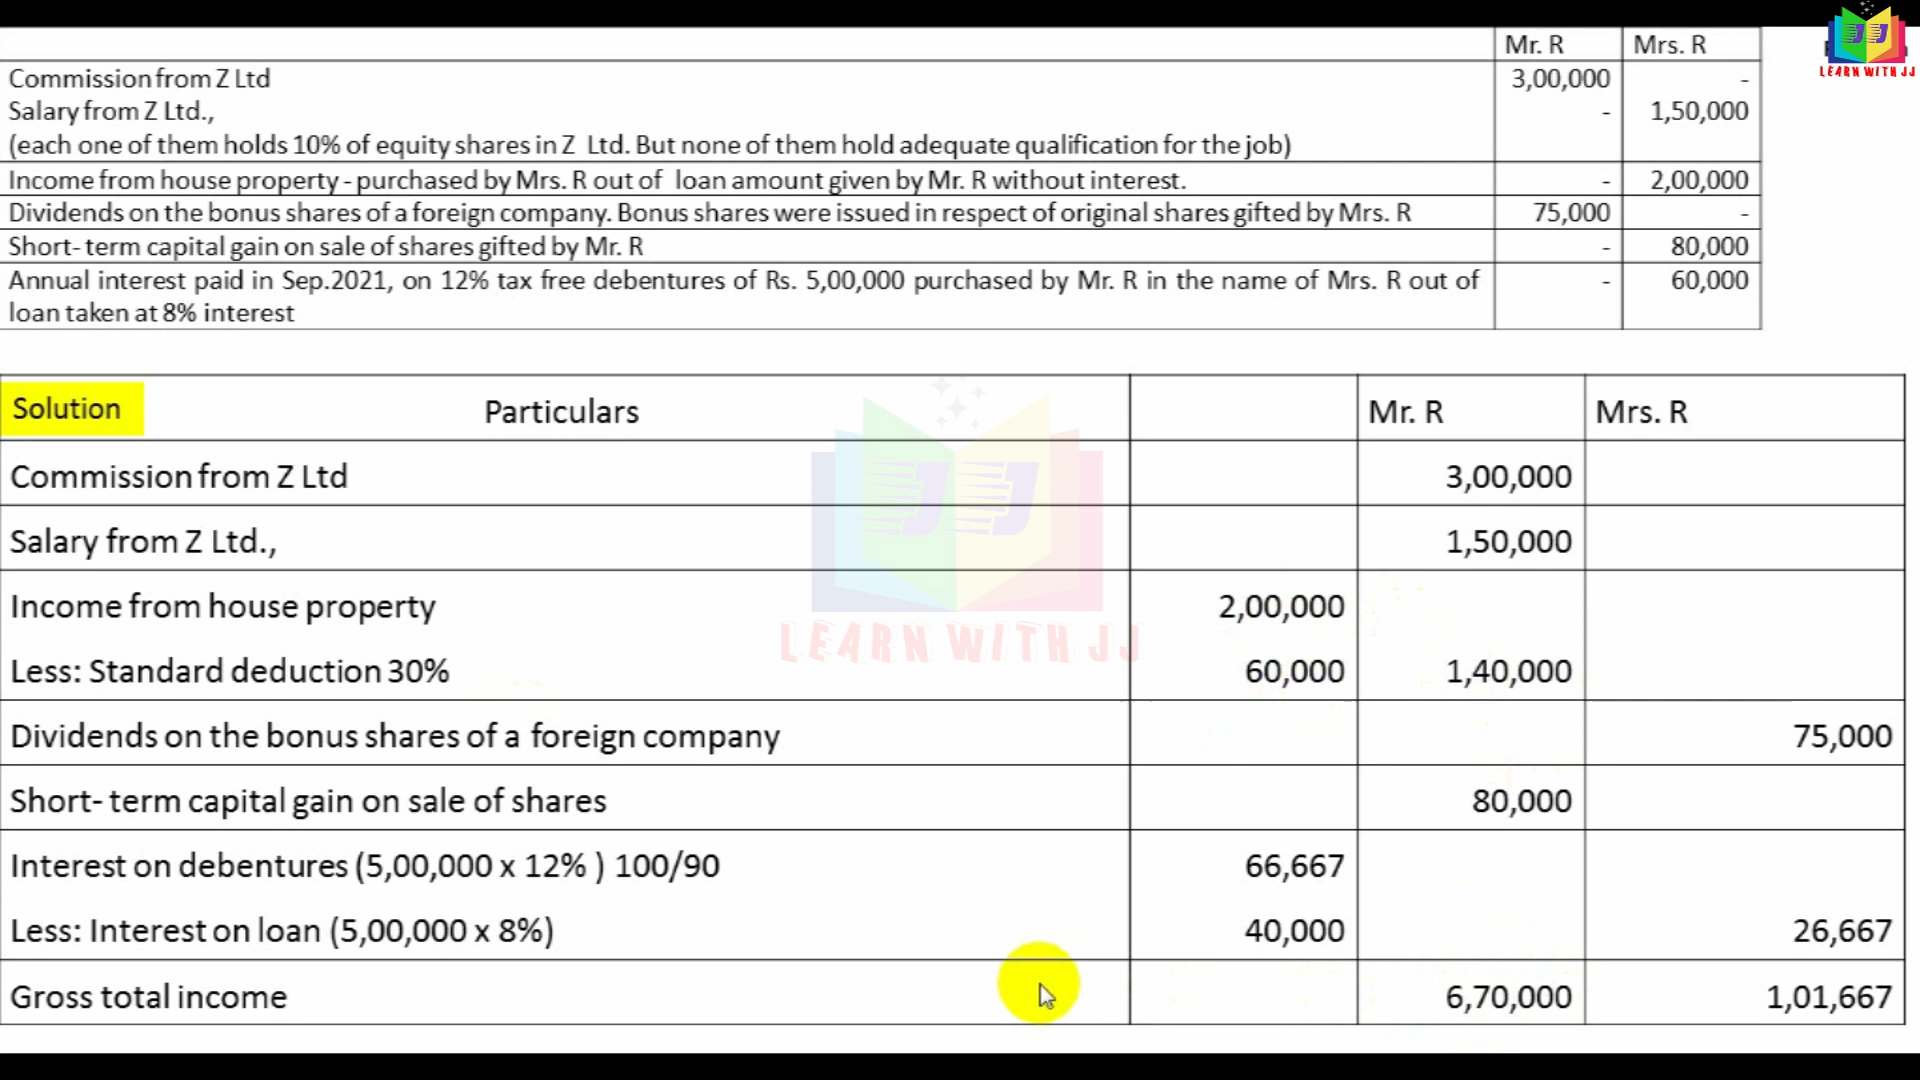 Mr. R Mrs. R
LEARN WITH JJ
Commission from Z Ltd 3,00,000 -
Salary from Z Ltd., - 1,50,000
(each one of them holds 10% of equity shares in Z Ltd. But none of them hold adequate qualification for the job)
Income from house property - purchased by Mrs. R out of loan amount given by Mr. R without interest. - 2,00,000
Dividends on the bonus shares of a foreign company. Bonus shares were issued in respect of original shares gifted by Mrs. R 75,000 -
Short- term capital gain on sale of shares gifted by Mr. R - 80,000
Annual interest paid in Sep.2021, on 12% tax free debentures of Rs. 5,00,000 purchased by Mr. R in the name of Mrs. R out of - 60,000
loan taken at 8% interest
Solution Particulars Mr. R Mrs. R
Commission from Z Ltd 3,00,000
Salary from Z Ltd., 1,50,000
Income from house property 2,00,000
LEARN WITH JJ
Less: Standard deduction 30% 60,000 1,40,000
Dividends on the bonus shares of a foreign company 75,000
Short- term capital gain on sale of shares 80,000
Interest on debentures (5,00,000 x 12% ) 100/90 66,667
Less: Interest on loan (5,00,000 x 8%) 40,000 26,667
Gross total income 6,70,000 1,01,667